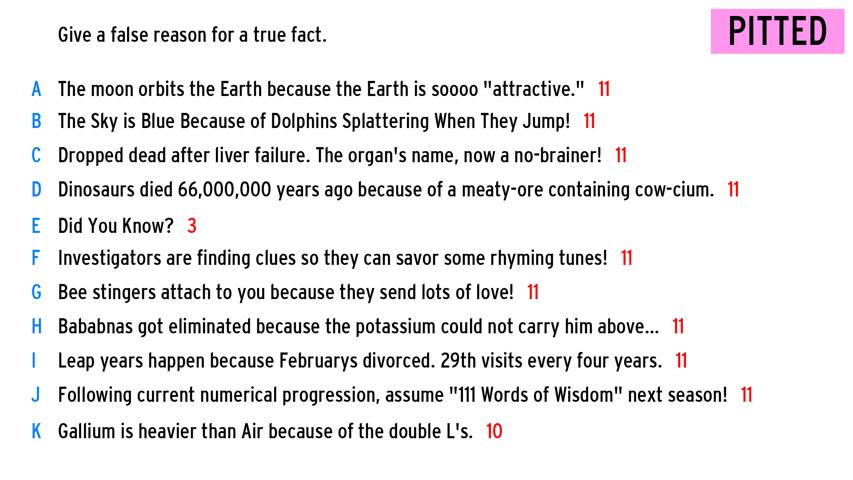 Give a false reason for a true fact.
PITTED
A The moon orbits the Earth because the Earth is soooo "attractive." 11
B The Sky is Blue Because of Dolphins Splattering When They Jump! 11
C Dropped dead after liver failure. The organ's name, now a no-brainer! 11
D Dinosaurs died 66,000,000 years ago because of a meaty-ore containing cow-cium. 11
E Did You Know? 3
F Investigators are finding clues so they can savor some rhyming tunes! 11
G Bee stingers attach to you because they send lots of love! 11
H Bababnas got eliminated because the potassium could not carry him above... 11
I Leap years happen because Februarys divorced. 29th visits every four years. 11
J Following current numerical progression, assume "111 Words of Wisdom" next season! 11
K Gallium is heavier than Air because of the double L's. 10